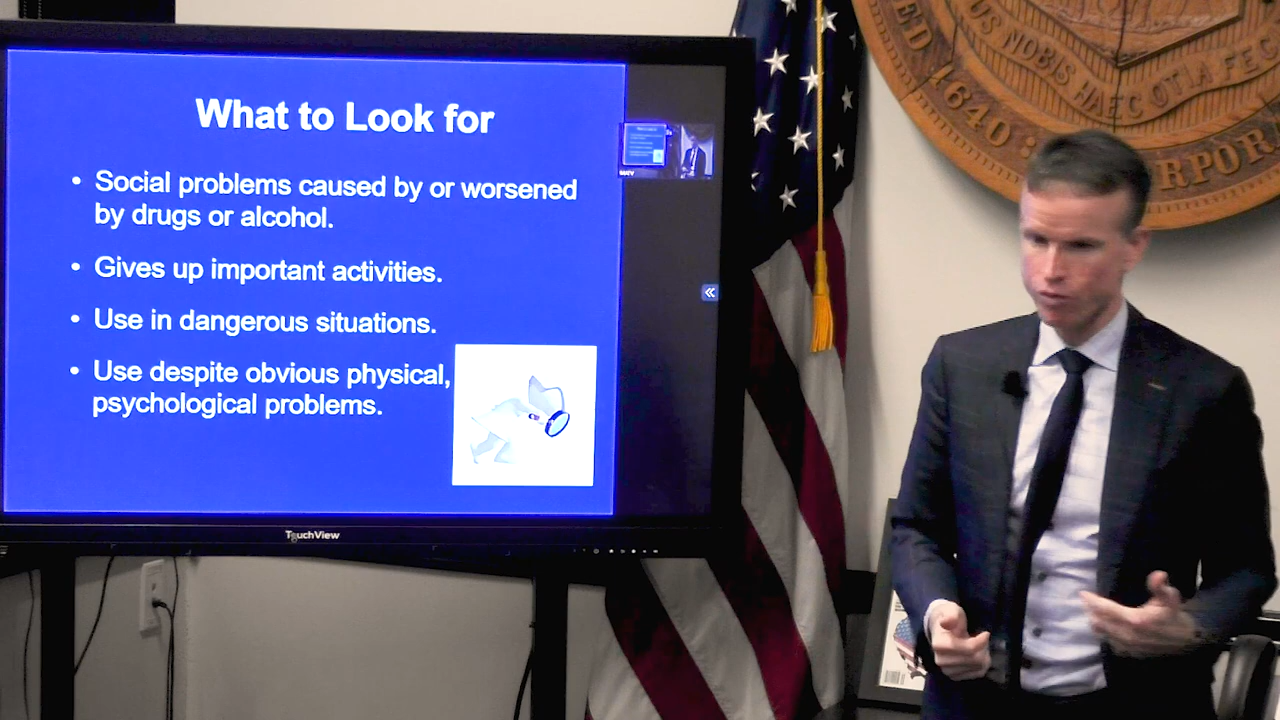 What to Look for
• Social problems caused by or worsened
by drugs or alcohol.
• Gives up important activities.
• Use in dangerous situations.
• Use despite obvious physical,
psychological problems.
TouchView
US NOBIS HAEC OTIA FEC
1640
RPOR